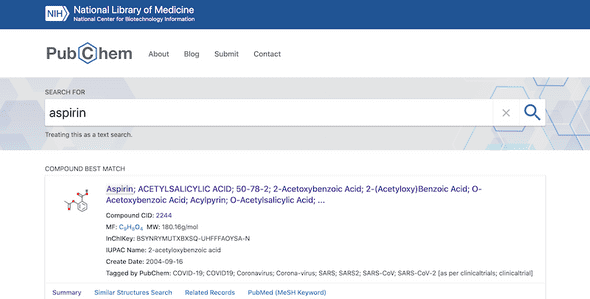 NIH National Library of Medicine
National Center for Biotechnology Information
PubChem About Blog Submit Contact
SEARCH FOR
aspirin
Treating this as a text search.
COMPOUND BEST MATCH
Aspirin; ACETYLSALICYLIC ACID; 50-78-2; 2-Acetoxybenzoic Acid; 2-(Acetyloxy)Benzoic Acid; O-
Acetoxybenzoic Acid; Acylpyrin; O-Acetylsalicylic Acid; ...
Compound CID: 2244
MF: C₉H₈O₄ MW: 180.16g/mol
InChIKey: BSYNRYMUTXBXSQ-UHFFFAOYSA-N
IUPAC Name: 2-acetyloxybenzoic acid
Create Date: 2004-09-16
Tagged by PubChem: COVID-19; COVID19; Coronavirus; Corona-virus; SARS; SARS2; SARS-CoV; SARS-CoV-2 [as per clinicaltrials; clinicaltrial]
Summary Similar Structures Search Related Records PubMed (MeSH Keyword)